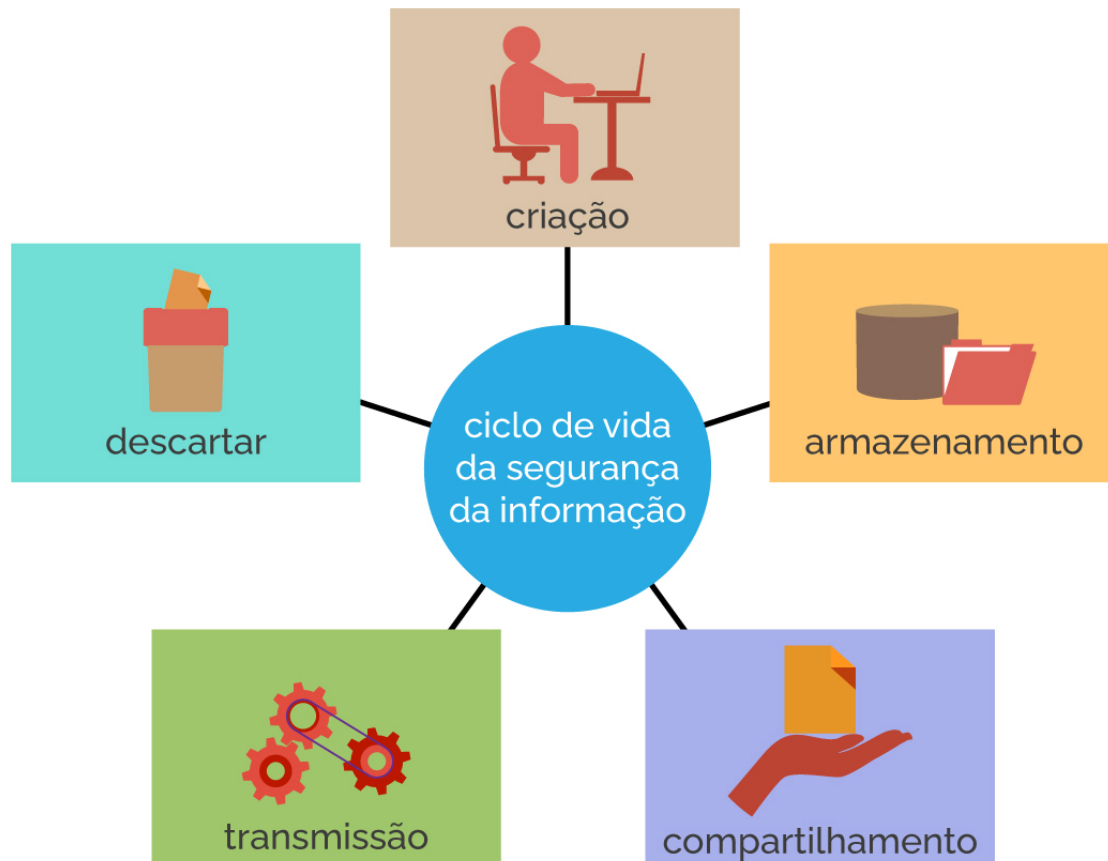 criação
descartar
ciclo de vida
da segurança
da informação
armazenamento
transmissão
compartilhamento